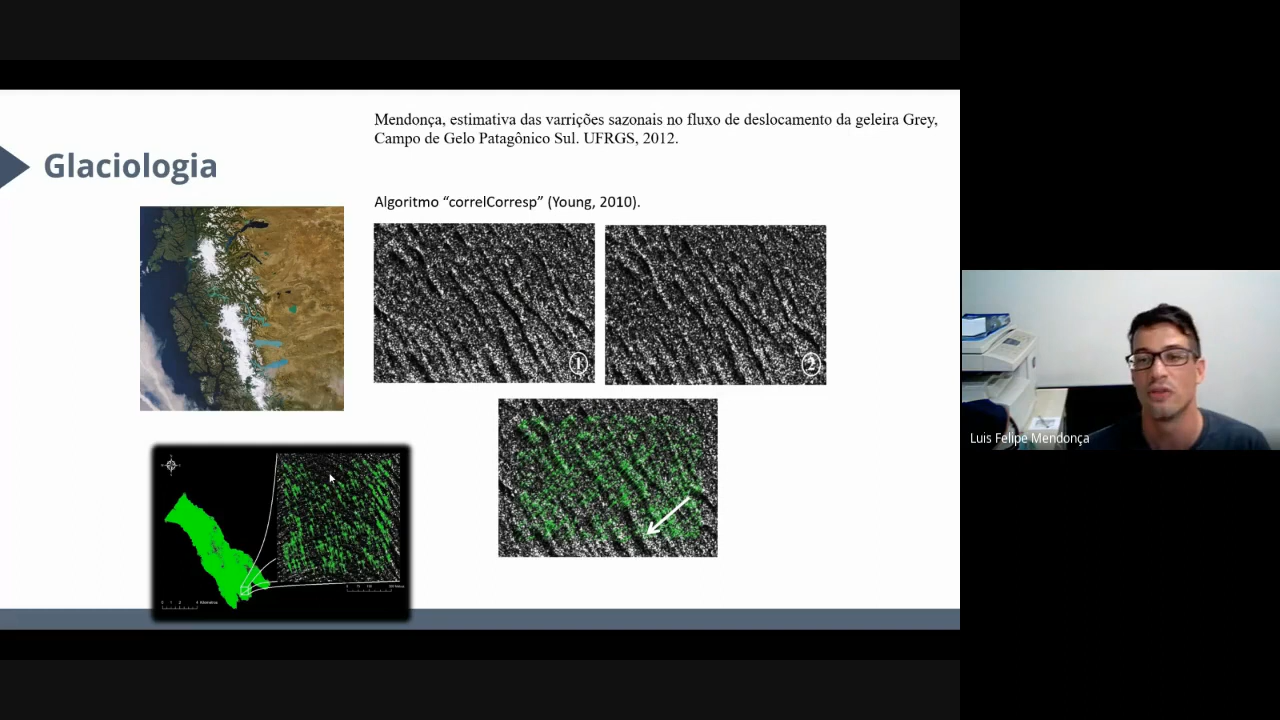 Mendonça, estimativa das varrições sazonais no fluxo de deslocamento da geleira Grey,
Campo de Gelo Patagônico Sul. UFRGS, 2012.
Glaciologia
Algoritmo “correlCorresp” (Young, 2010).
1
2
Luis Felipe Mendonça